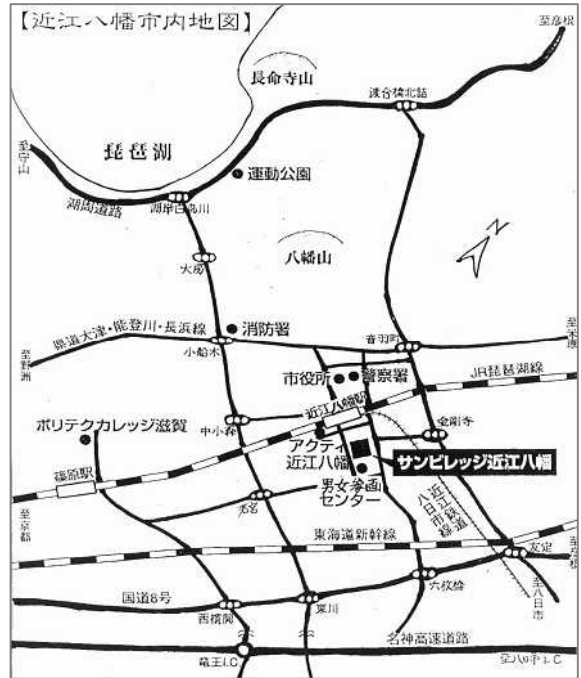 【近江八幡市内地図】
至彦根
長命寺山
渡合橋北詰
琵琶湖
至守山
運動公園
湖周道路
湖岸白鳥川
大房
八幡山
消防署
県道大津・能登川・長浜線
小船木
音羽町
至米原
至野洲
市役所
警察署
JR琵琶湖線
近江八幡駅
ポリテクカレッジ滋賀
中小森
金剛寺
アクティ
近江八幡
サンビレッジ近江八幡
篠原駅
男女参画
センター
近江鉄道
八日市線
至京都
東海道新幹線
友定
至彦根
六枚橋
国道8号
西横関
東川
至八日市
名神高速道路
竜王I.C
至八日市I.C